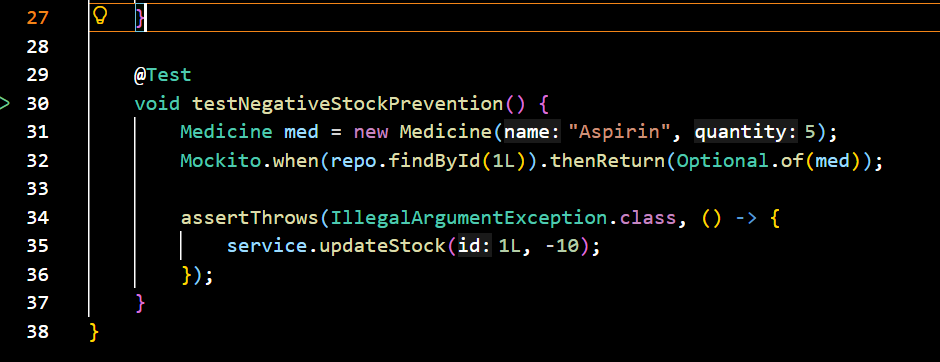 27 }
28
29 @Test
30 void testNegativeStockPrevention() {
31 Medicine med = new Medicine(name: "Aspirin", quantity: 5);
32 Mockito.when(repo.findById(1L)).thenReturn(Optional.of(med));
33
34 assertThrows(IllegalArgumentException.class, () -> {
35 service.updateStock(id: 1L, -10);
36 });
37 }
38 }